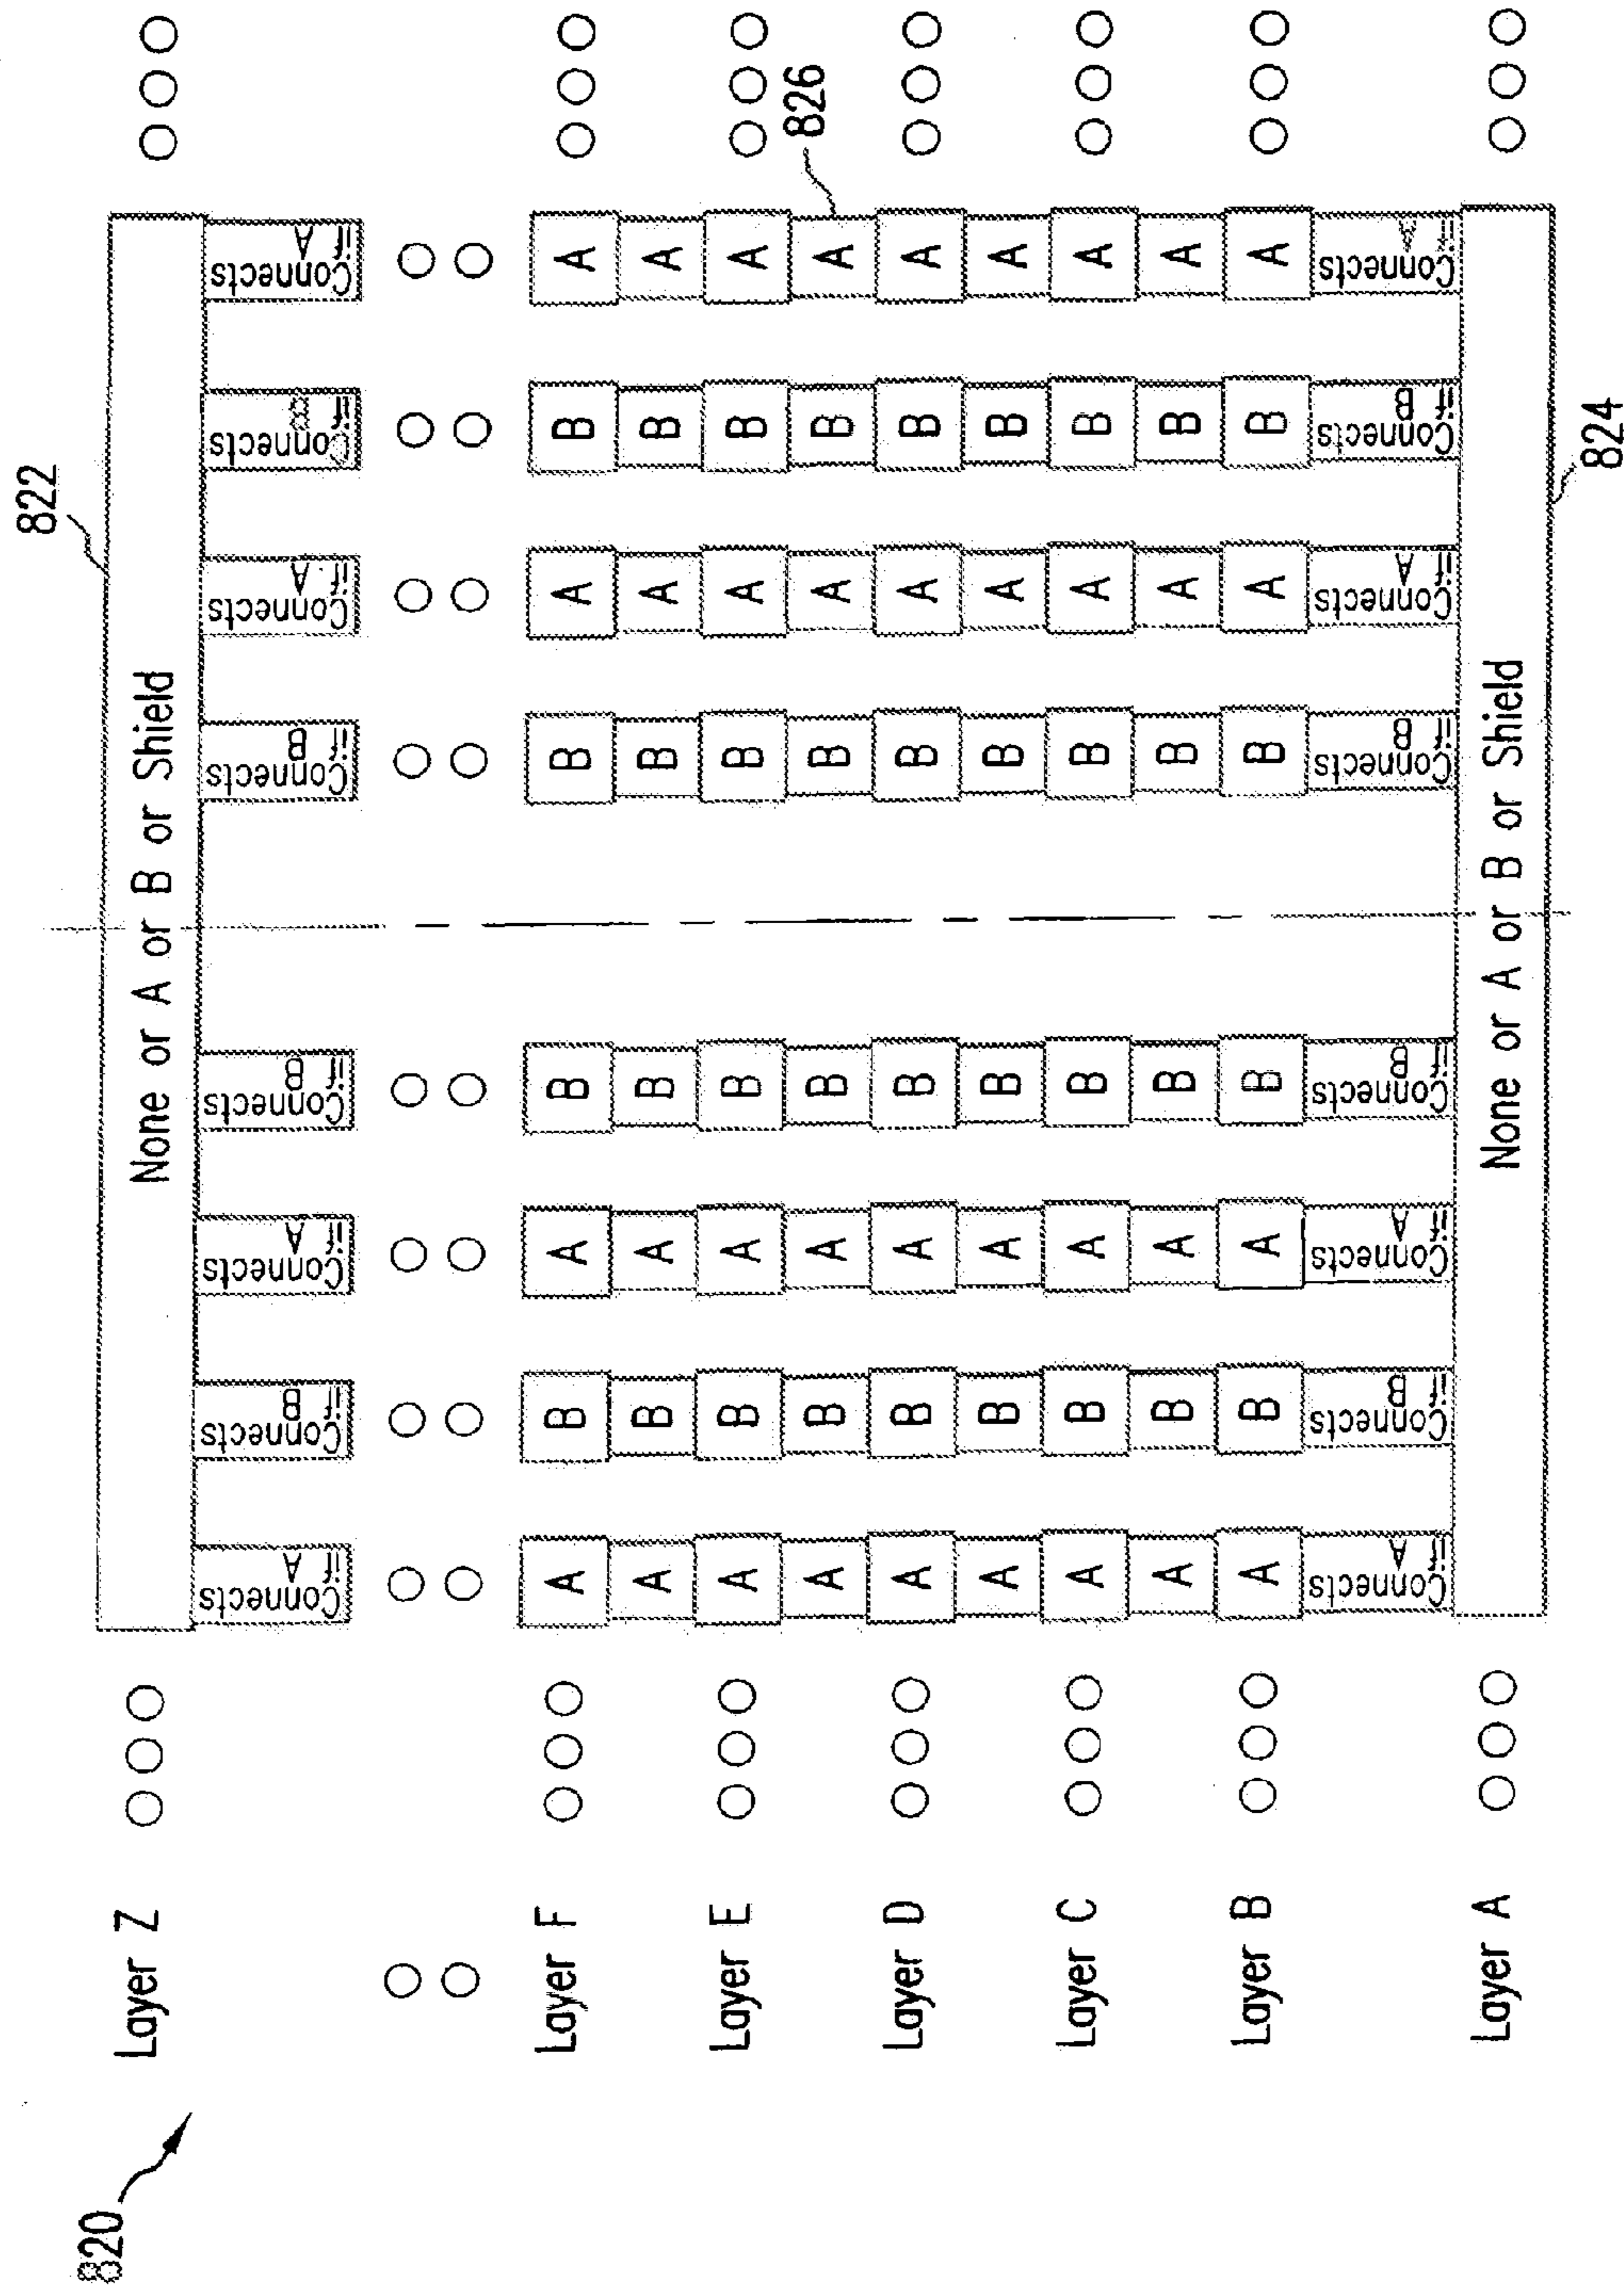 820
822
Layer Z None or A or B or Shield
Connects if A Connects if B Connects if A Connects if B Connects if B Connects if A Connects if B Connects if A
Layer F A B A B B A B A
A B A B B A B A
Layer E A B A B B A B A
A B A B B A B A 826
Layer D A B A B B A B A
A B A B B A B A
Layer C A B A B B A B A
A B A B B A B A
Layer B A B A B B A B A
Connects if A Connects if B Connects if A Connects if B Connects if B Connects if A Connects if B Connects if A
Layer A None or A or B or Shield
824